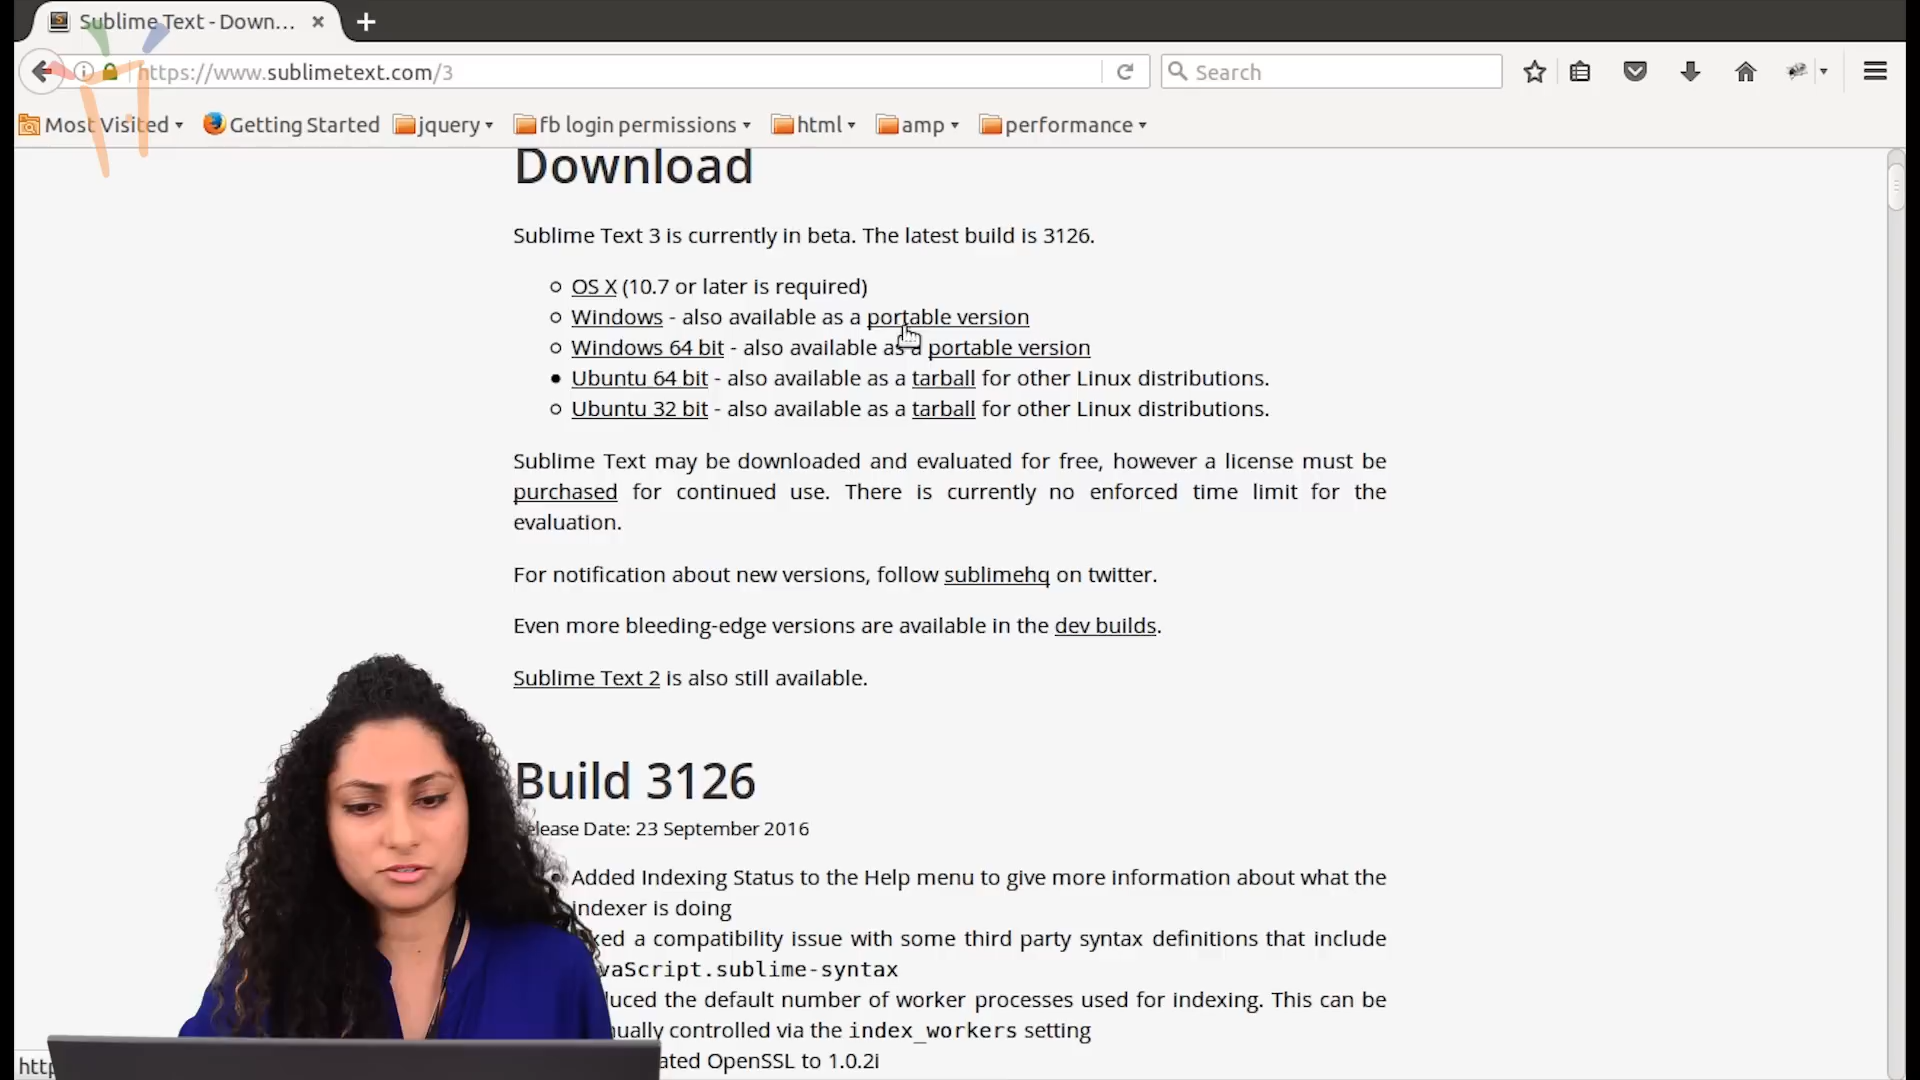 Sublime Text - Down...
https://www.sublimetext.com/3
Search
Most Visited
Getting Started
jquery
fb login permissions
html
amp
performance
Download
Sublime Text 3 is currently in beta. The latest build is 3126.
OS X (10.7 or later is required)
Windows - also available as a portable version
Windows 64 bit - also available as a portable version
Ubuntu 64 bit - also available as a tarball for other Linux distributions.
Ubuntu 32 bit - also available as a tarball for other Linux distributions.
Sublime Text may be downloaded and evaluated for free, however a license must be
purchased for continued use. There is currently no enforced time limit for the
evaluation.
For notification about new versions, follow sublimehq on twitter.
Even more bleeding-edge versions are available in the dev builds.
Sublime Text 2 is also still available.
Build 3126
elease Date: 23 September 2016
Added Indexing Status to the Help menu to give more information about what the
indexer is doing
xed a compatibility issue with some third party syntax definitions that include
vaScript.sublime-syntax
duced the default number of worker processes used for indexing. This can be
nually controlled via the index_workers setting
ated OpenSSL to 1.0.2i
http